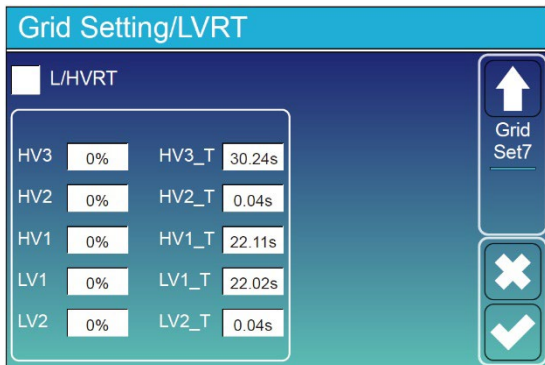 Grid Setting/LVRT
L/HVRT
Grid
Set7
HV3 0% HV3_T 30.24s
HV2 0% HV2_T 0.04s
HV1 0% HV1_T 22.11s
LV1 0% LV1_T 22.02s
LV2 0% LV2_T 0.04s